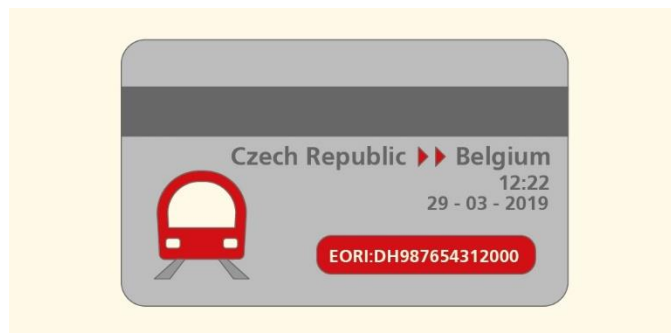 Czech Republic ▶▶ Belgium
12:22
29 - 03 - 2019
EORI:DH987654312000